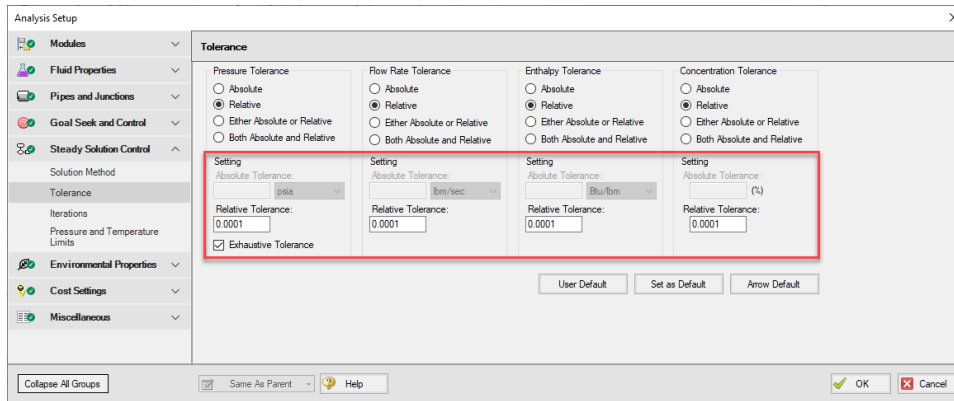 Analysis Setup
Modules
Fluid Properties
Pipes and Junctions
Goal Seek and Control
Steady Solution Control
Solution Method
Tolerance
Iterations
Pressure and Temperature
Limits
Environmental Properties
Cost Settings
Miscellaneous
Tolerance
Pressure Tolerance
Absolute
Relative
Either Absolute or Relative
Both Absolute and Relative
Setting
Absolute Tolerance:
psia
Relative Tolerance:
0.0001
Exhaustive Tolerance
Flow Rate Tolerance
Absolute
Relative
Either Absolute or Relative
Both Absolute and Relative
Setting
Absolute Tolerance:
lbm/sec
Relative Tolerance:
0.0001
Enthalpy Tolerance
Absolute
Relative
Either Absolute or Relative
Both Absolute and Relative
Setting
Absolute Tolerance:
Btu/lbm
Relative Tolerance:
0.0001
Concentration Tolerance
Absolute
Relative
Either Absolute or Relative
Both Absolute and Relative
Setting
Absolute Tolerance:
(%)
Relative Tolerance:
0.0001
User Default
Set as Default
Arrow Default
Collapse All Groups
Same As Parent
Help
OK
Cancel